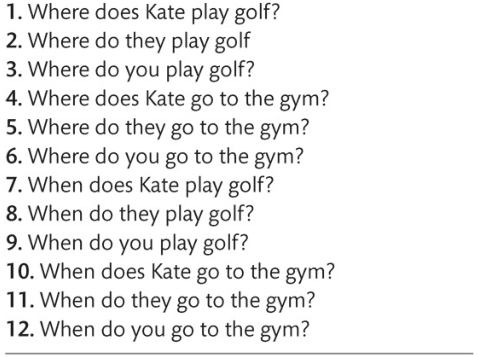 1. Where does Kate play golf?
2. Where do they play golf
3. Where do you play golf?
4. Where does Kate go to the gym?
5. Where do they go to the gym?
6. Where do you go to the gym?
7. When does Kate play golf?
8. When do they play golf?
9. When do you play golf?
10. When does Kate go to the gym?
11. When do they go to the gym?
12. When do you go to the gym?